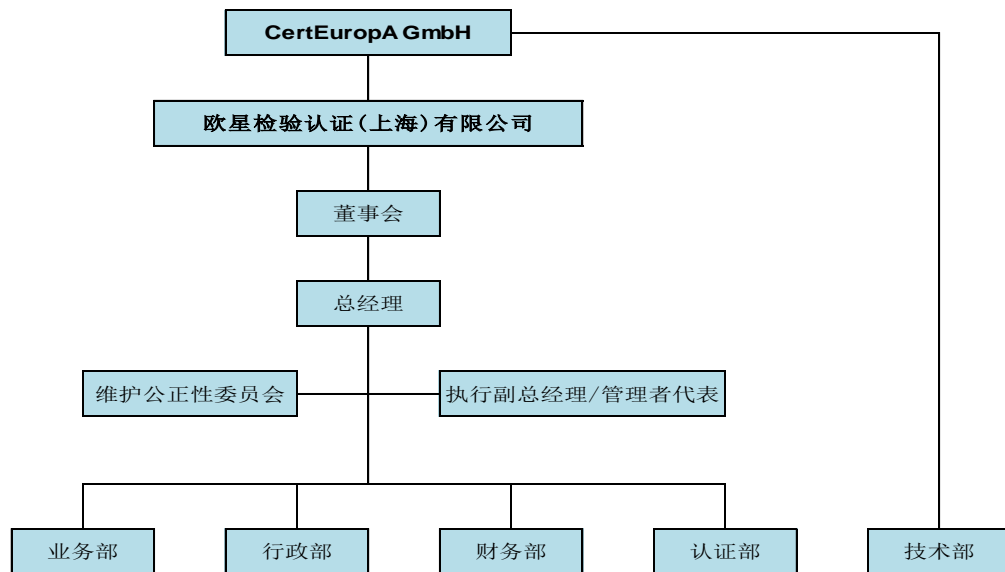 CertEuropA GmbH
欧星检验认证（上海）有限公司
董事会
总经理
维护公正性委员会
执行副总经理/管理者代表
业务部
行政部
财务部
认证部
技术部